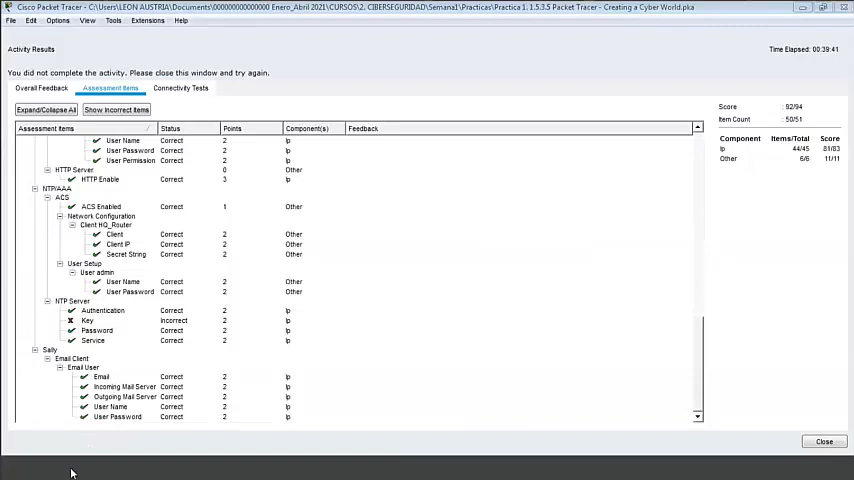 Cisco Packet Tracer - C:\Users\LEON AUSTRIA\Documents\000000000000000 Enero_Abril 2021\CURSOS\2. CIBERSEGURIDAD\Semana1\Practicas\Practica 1. 1.5.3.5 Packet Tracer - Creating a Cyber World.pka
File Edit Options View Tools Extensions Help
Activity Results
Time Elapsed: 00:39:41
You did not complete the activity. Please close this window and try again.
Overall Feedback Assessment Items Connectivity Tests
Expand/Collapse All Show Incorrect Items
Score : 92/94
Item Count : 50/51
Component Items/Total Score
Ip 44/45 81/83
Other 6/6 11/11
Assessment Items Status Points Component(s) Feedback
User Name Correct 2 Ip
User Password Correct 2 Ip
User Permission Correct 2 Ip
HTTP Server 0 Other
HTTP Enable Correct 3 Ip
NTP/AAA
ACS
ACS Enabled Correct 1 Other
Network Configuration
Client HQ_Router
Client Correct 2 Other
Client IP Correct 2 Other
Secret String Correct 2 Other
User Setup
User admin
User Name Correct 2 Other
User Password Correct 2 Other
NTP Server
Authentication Correct 2 Ip
Key Incorrect 2 Ip
Password Correct 2 Ip
Service Correct 2 Ip
Sally
Email Client
Email User
Email Correct 2 Ip
Incoming Mail Server Correct 2 Ip
Outgoing Mail Server Correct 2 Ip
User Name Correct 2 Ip
User Password Correct 2 Ip
Close